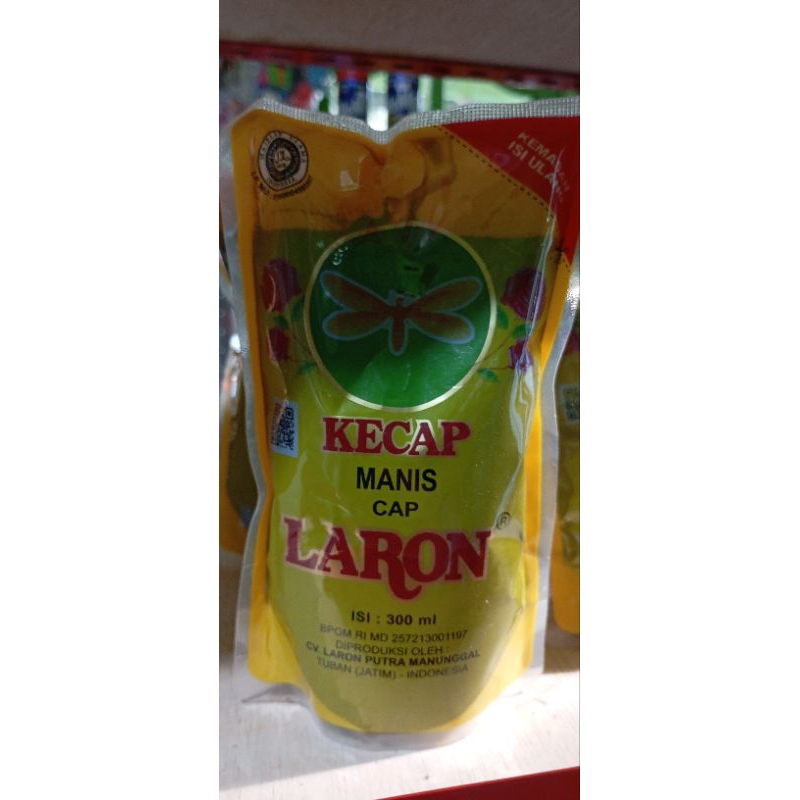 KEMASAN
ISI ULANG
KECAP
MANIS
CAP
LARON®
ISI : 300 ml
BPOM RI MD 257213001197
DIPRODUKSI OLEH :
CV. LARON PUTRA MANUNGGAL
TUBAN (JATIM) - INDONESIA